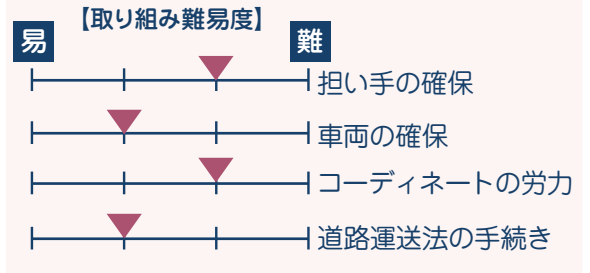 【取り組み難易度】
易 難
担い手の確保
車両の確保
コーディネートの労力
道路運送法の手続き